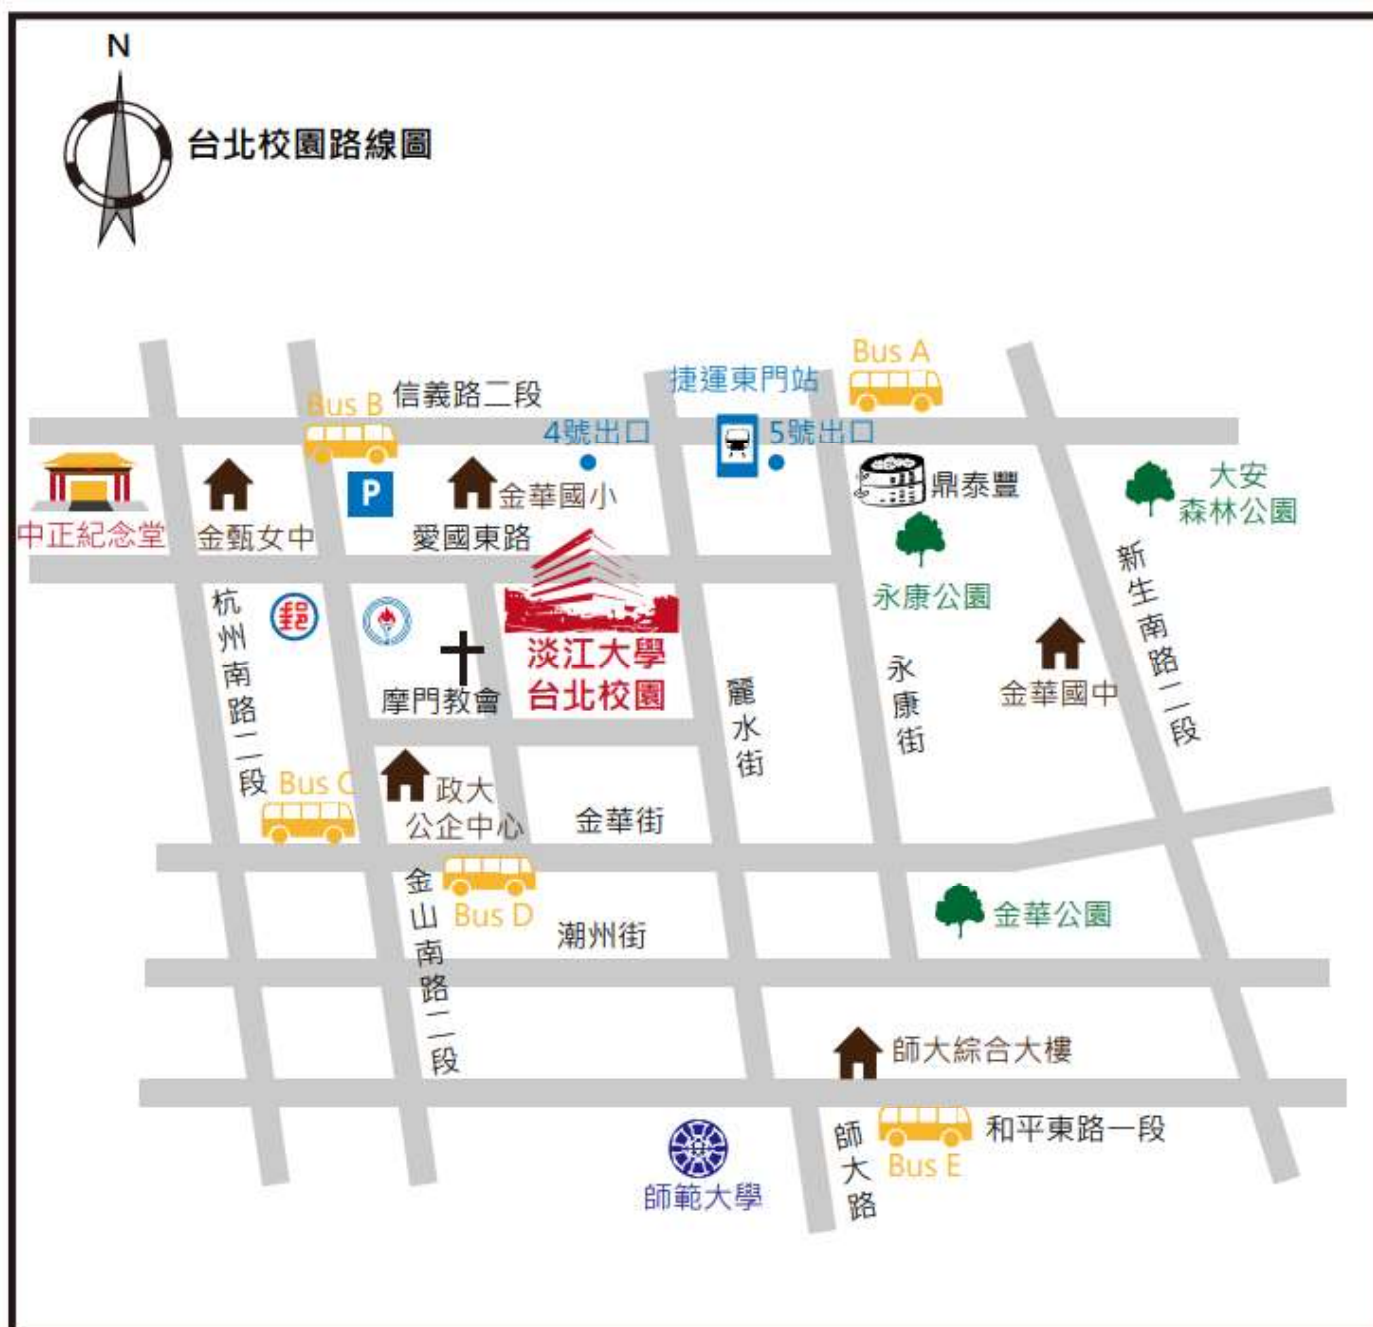 N
台北校園路線圖
Bus A
捷運東門站
Bus B
信義路二段
4號出口
5號出口
P
金華國小
鼎泰豐
大安
森林公園
中正紀念堂
金甌女中
愛國東路
永康公園
新生南路二段
杭州南路二段
郵
淡江大學
台北校園
摩門教會
麗水街
永康街
金華國中
Bus C
政大
公企中心
金華街
金山南路二段
Bus D
潮州街
金華公園
師大綜合大樓
和平東路一段
師大路
Bus E
師範大學